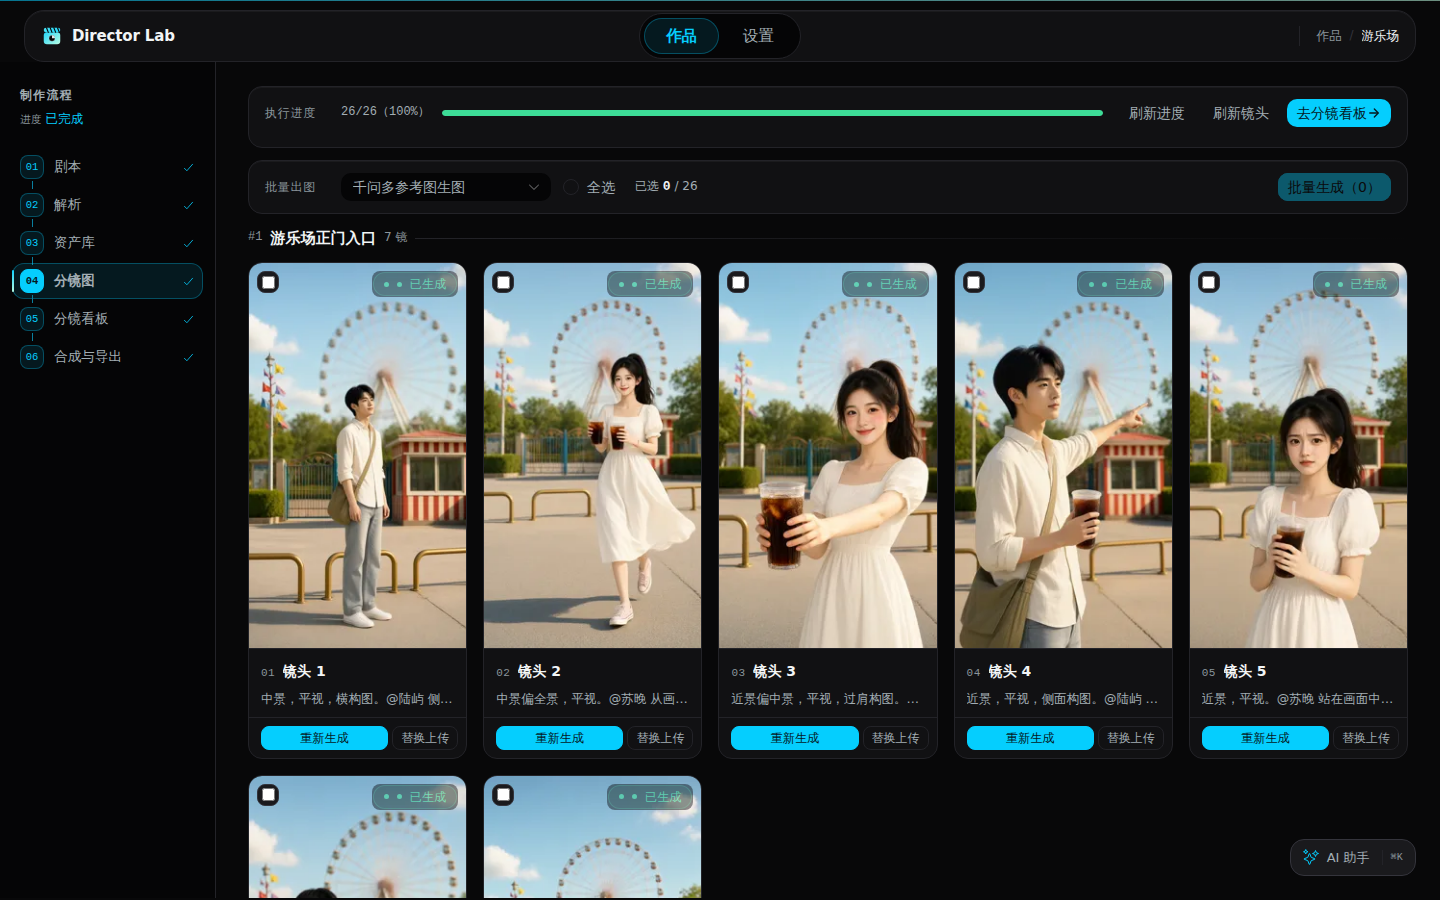 Director Lab
作品
设置
作品 / 游乐场
制作流程
进度 已完成
01 剧本
02 解析
03 资产库
04 分镜图
05 分镜看板
06 合成与导出
执行进度
26/26 (100%)
刷新进度
刷新镜头
去分镜看板→
批量出图
千问多参考图生图
全选
已选 0 / 26
批量生成（0）
#1 游乐场正门入口 7 镜
已生成
已生成
已生成
已生成
已生成
01 镜头 1
中景，平视，横构图。@陆屿 侧...
重新生成
替换上传
02 镜头 2
中景偏全景，平视。@苏晚 从画...
重新生成
替换上传
03 镜头 3
近景偏中景，平视，过肩构图。...
重新生成
替换上传
04 镜头 4
近景，平视，侧面构图。@陆屿 ...
重新生成
替换上传
05 镜头 5
近景，平视。@苏晚 站在画面中...
重新生成
替换上传
已生成
已生成
AI 助手
⌘K